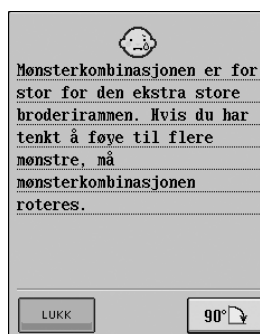 Mønsterkombinasjonen er for
stor for den ekstra store
broderirammen. Hvis du har
tenkt å føye til flere
mønstre, må
mønsterkombinasjonen
roteres.
LUKK
90°